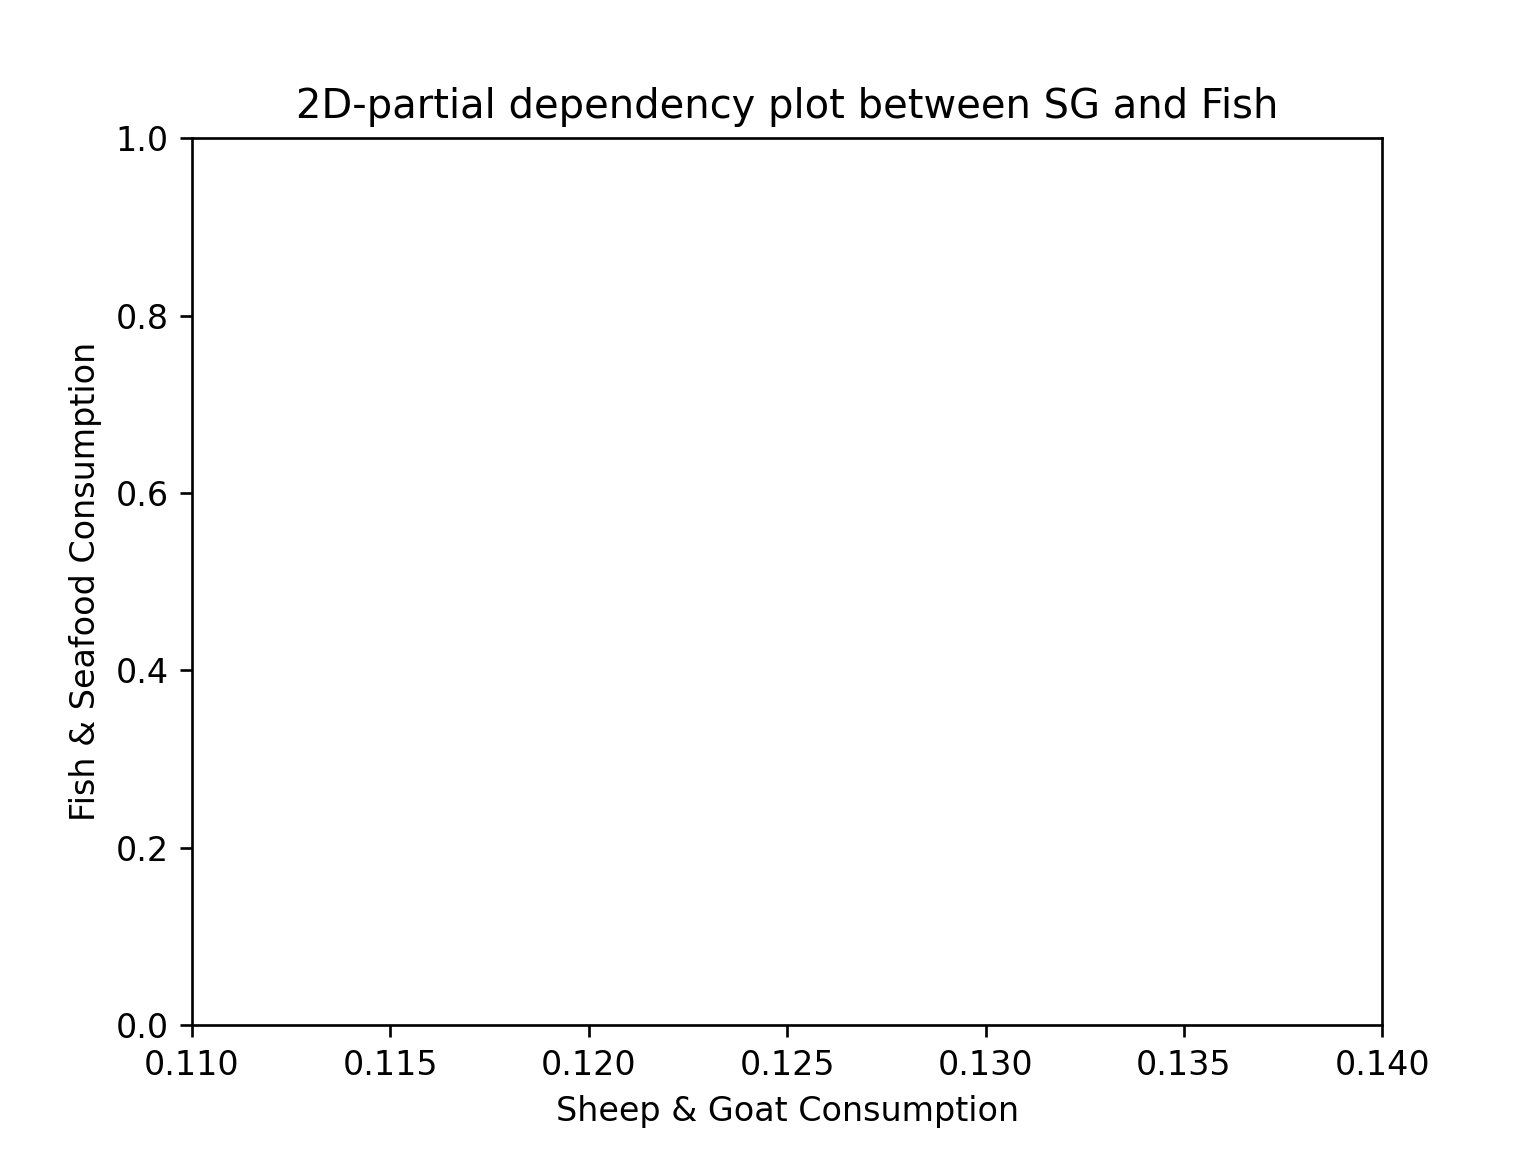 2D-partial dependency plot between SG and Fish
1.0
0.8
0.6
0.4
0.2
0.0
Fish & Seafood Consumption
0.110 0.115 0.120 0.125 0.130 0.135 0.140
Sheep & Goat Consumption